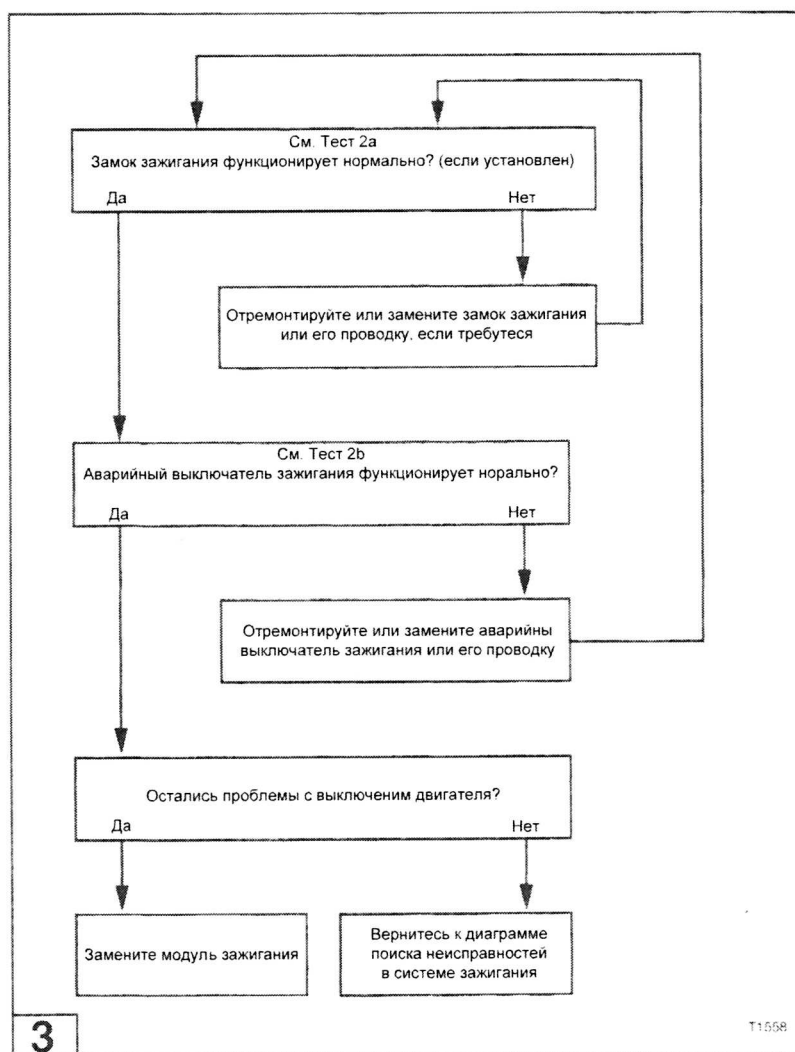 См. Тест 2a
Замок зажигания функционирует нормально? (если установлен)
Да
Нет
Отремонтируйте или замените замок зажигания
или его проводку, если требутеся
См. Тест 2b
Аварийный выключатель зажигания функционирует норально?
Да
Нет
Отремонтируйте или замените аварийны
выключатель зажигания или его проводку
Остались проблемы с выключеним двигателя?
Да
Нет
Замените модуль зажигания
Вернитесь к диаграмме
поиска неисправностей
в системе зажигания
3
T1558